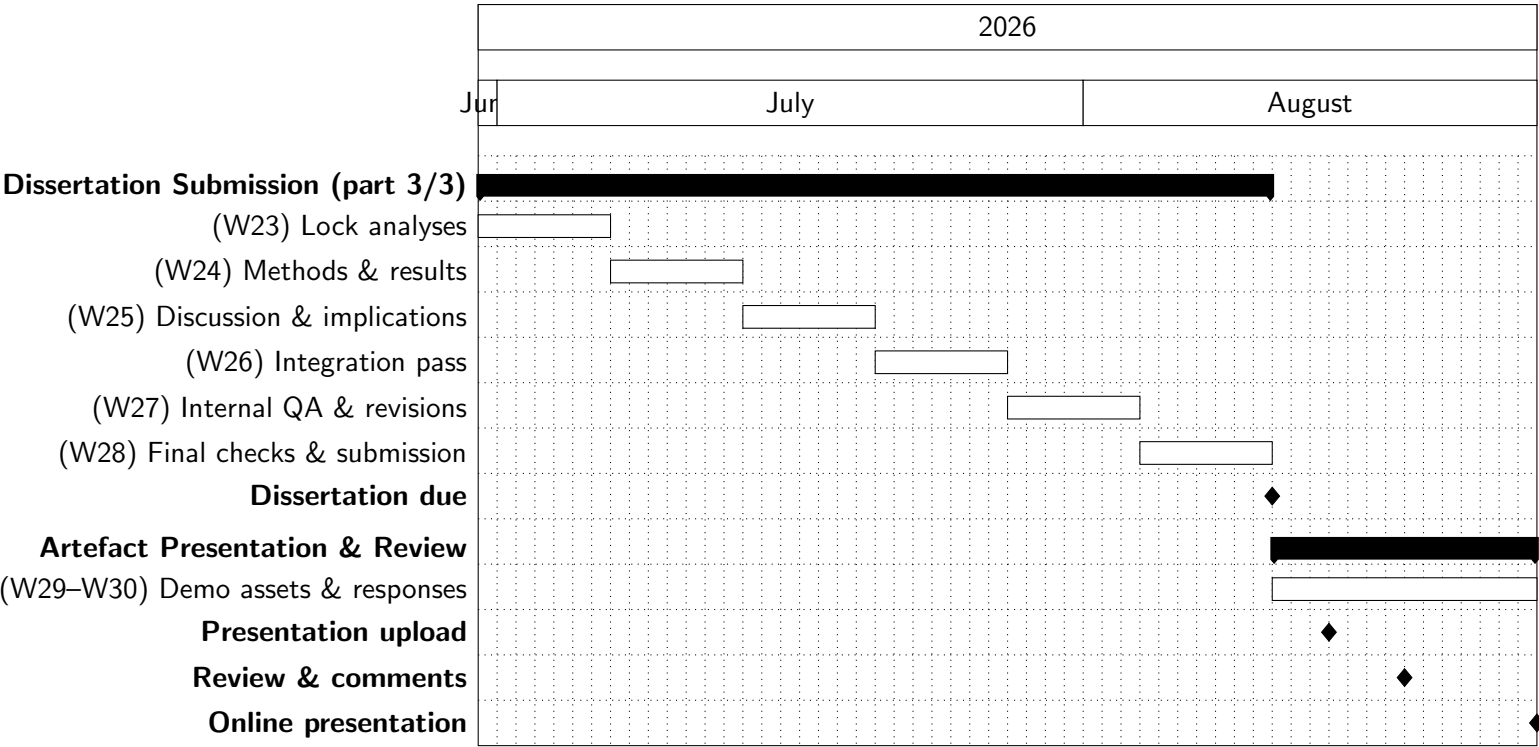 2026
Jun
July
August
Dissertation Submission (part 3/3)
(W23) Lock analyses
(W24) Methods & results
(W25) Discussion & implications
(W26) Integration pass
(W27) Internal QA & revisions
(W28) Final checks & submission
Dissertation due
Artefact Presentation & Review
(W29–W30) Demo assets & responses
Presentation upload
Review & comments
Online presentation